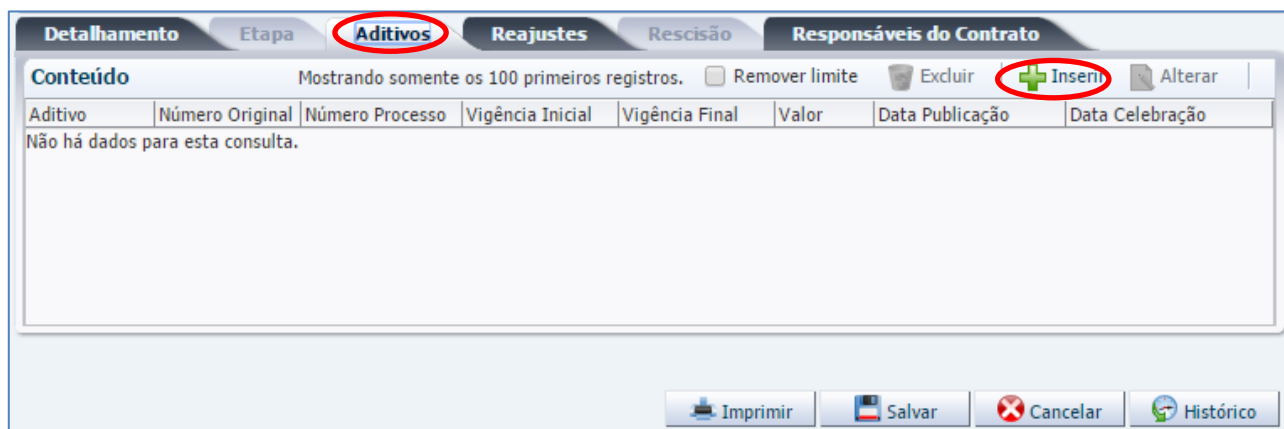 Detalhamento Etapa Aditivos Reajustes Rescisão Responsáveis do Contrato
Conteúdo Mostrando somente os 100 primeiros registros. Remover limite Excluir Inserir Alterar
Aditivo Número Original Número Processo Vigência Inicial Vigência Final Valor Data Publicação Data Celebração
Não há dados para esta consulta.
Imprimir Salvar Cancelar Histórico